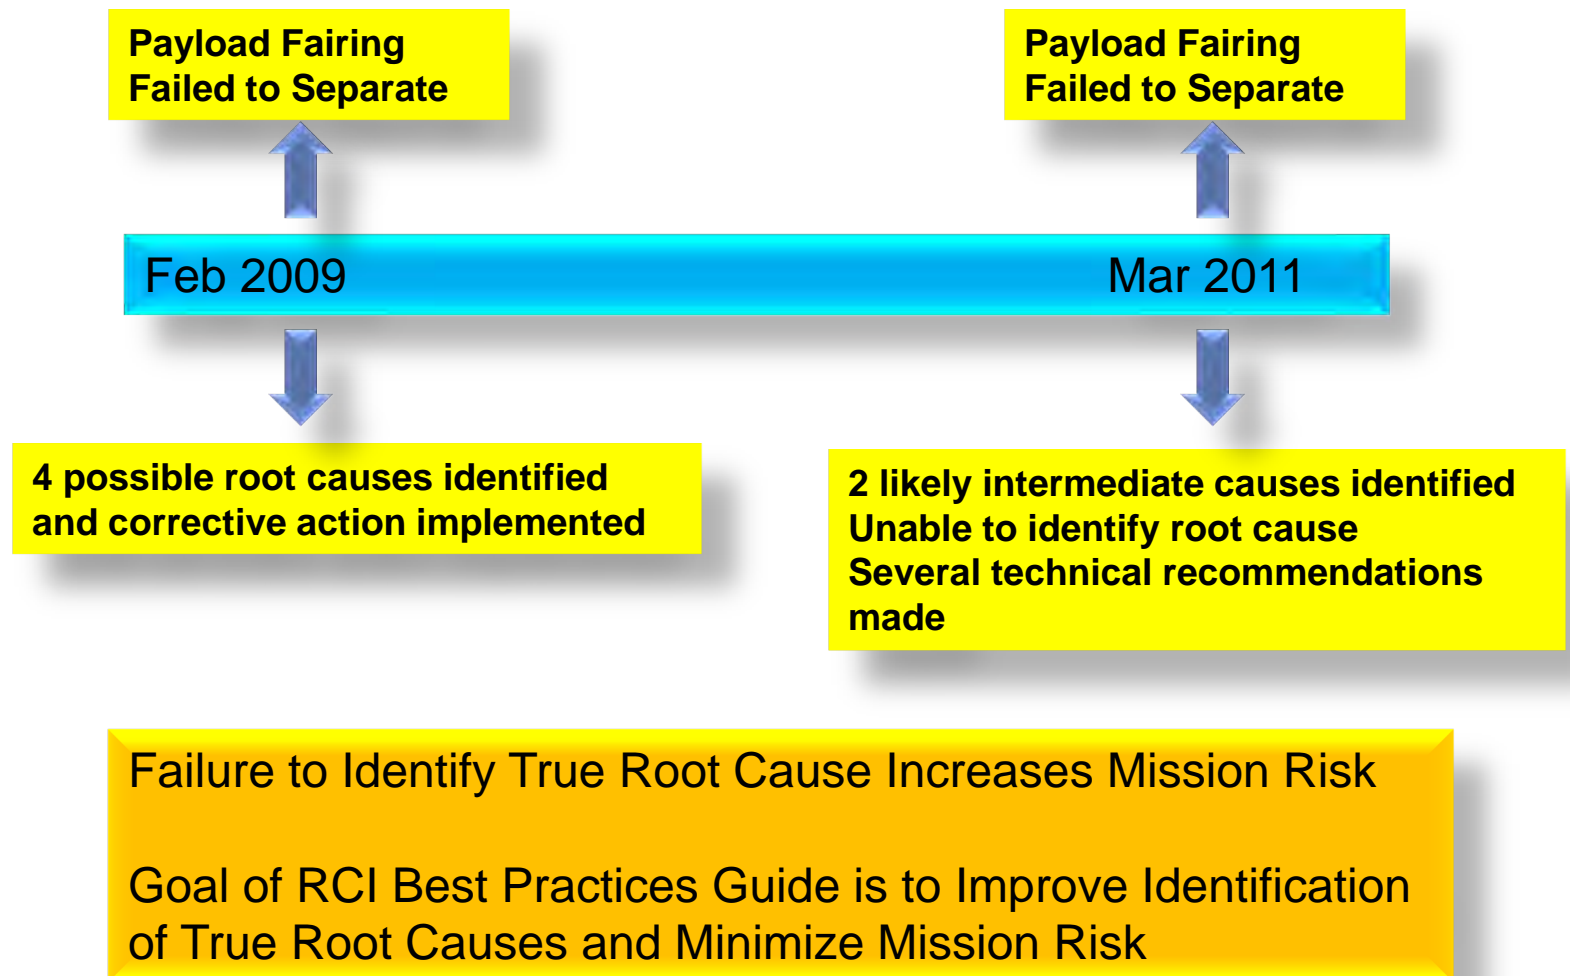 Payload Fairing
Failed to Separate
Payload Fairing
Failed to Separate
Feb 2009
Mar 2011
4 possible root causes identified
and corrective action implemented
2 likely intermediate causes identified
Unable to identify root cause
Several technical recommendations
made
Failure to Identify True Root Cause Increases Mission Risk
Goal of RCI Best Practices Guide is to Improve Identification
of True Root Causes and Minimize Mission Risk